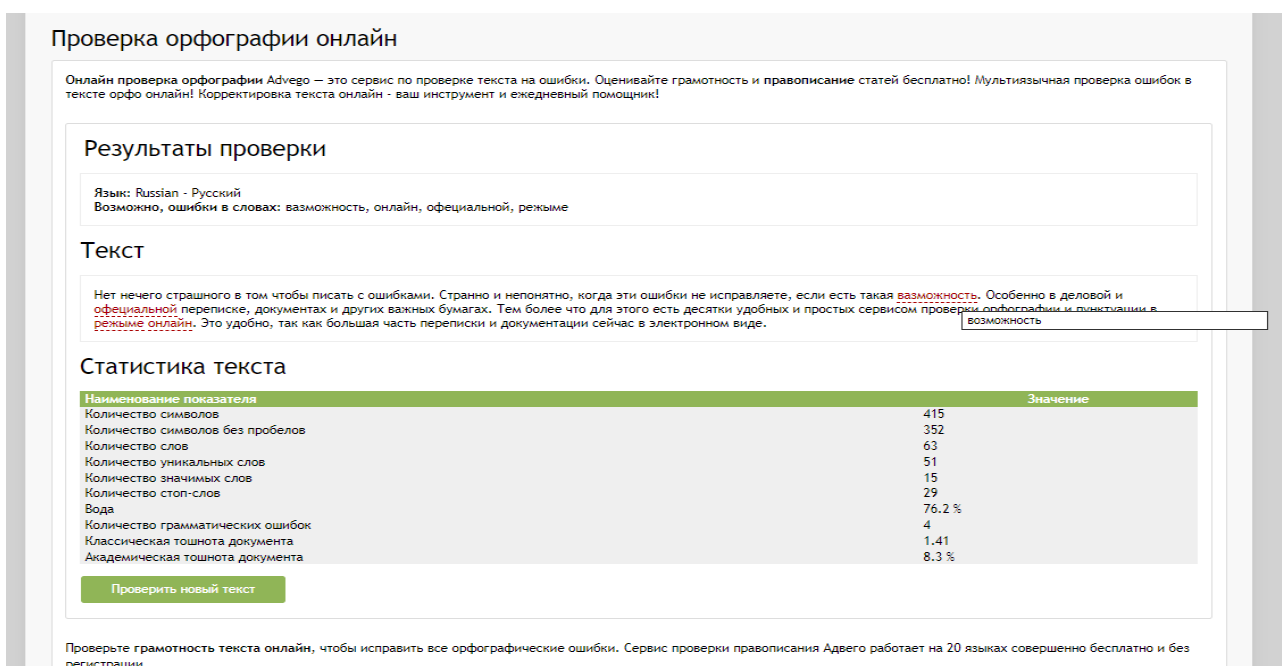 Проверка орфографии онлайн
Онлайн проверка орфографии Advego — это сервис по проверке текста на ошибки. Оценивайте грамотность и правописание статей бесплатно! Мультиязычная проверка ошибок в
тексте орфо онлайн! Корректировка текста онлайн - ваш инструмент и ежедневный помощник!
Результаты проверки
Язык: Russian - Русский
Возможно, ошибки в словах: вазможность, онлайн, офециальной, режыме
Текст
Нет нечего страшного в том чтобы писать с ошибками. Странно и непонятно, когда эти ошибки не исправляете, если есть такая вазможность. Особенно в деловой и
офециальной переписке, документах и других важных бумагах. Тем более что для этого есть десятки удобных и простых сервисом проверки орфографии и пунктуации в
возможность
режыме онлайн. Это удобно, так как большая часть переписки и документации сейчас в электронном виде.
Статистика текста
Наименование показателя Значение
Количество символов 415
Количество символов без пробелов 352
Количество слов 63
Количество уникальных слов 51
Количество значимых слов 15
Количество стоп-слов 29
Вода 76.2 %
Количество грамматических ошибок 4
Классическая тошнота документа 1.41
Академическая тошнота документа 8.3 %
Проверить новый текст
Проверьте грамотность текста онлайн, чтобы исправить все орфографические ошибки. Сервис проверки правописания Адвего работает на 20 языках совершенно бесплатно и без
регистрации.